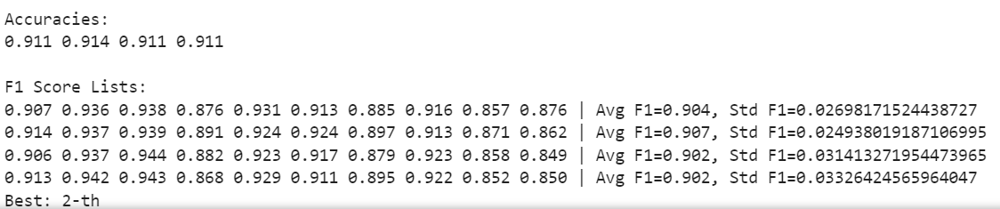 Accuracies:
0.911 0.914 0.911 0.911
F1 Score Lists:
0.907 0.936 0.938 0.876 0.931 0.913 0.885 0.916 0.857 0.876 | Avg F1=0.904, Std F1=0.02698171524438727
0.914 0.937 0.939 0.891 0.924 0.924 0.897 0.913 0.871 0.862 | Avg F1=0.907, Std F1=0.024938019187106995
0.906 0.937 0.944 0.882 0.923 0.917 0.879 0.923 0.858 0.849 | Avg F1=0.902, Std F1=0.031413271954473965
0.913 0.942 0.943 0.868 0.929 0.911 0.895 0.922 0.852 0.850 | Avg F1=0.902, Std F1=0.03326424565964047
Best: 2-th